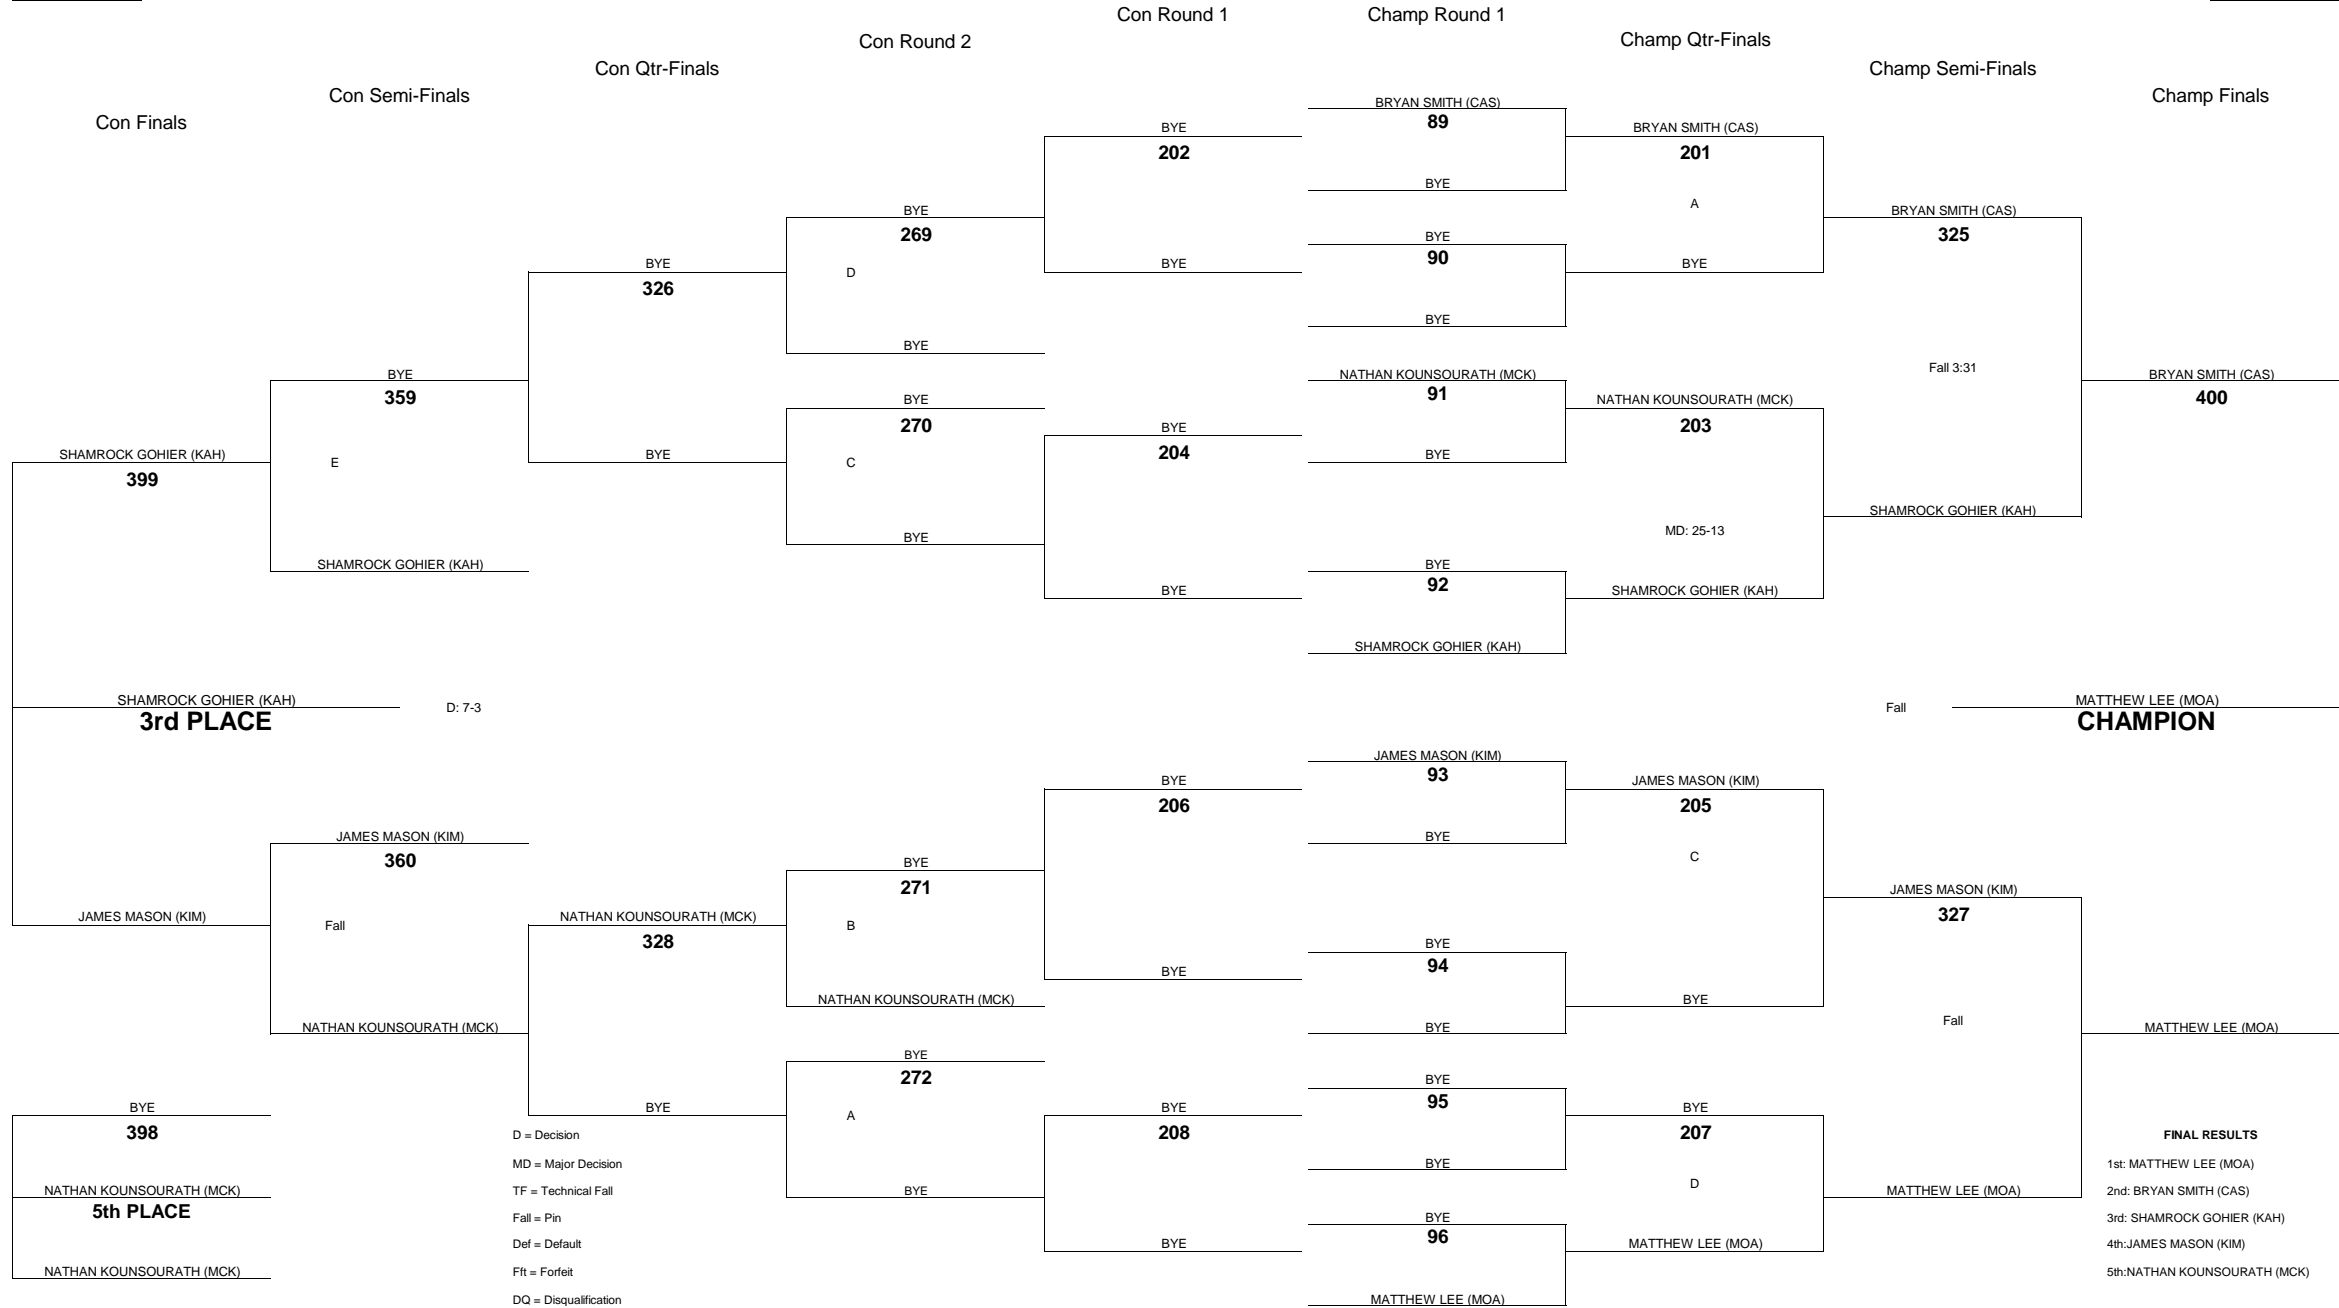 Con Round 1
Champ Round 1
Con Round 2
Champ Qtr-Finals
Con Qtr-Finals
Champ Semi-Finals
Con Semi-Finals
Champ Finals
Con Finals
BRYAN SMITH (CAS)
89
BYE
202
BRYAN SMITH (CAS)
201
BYE
A
BYE
269
BRYAN SMITH (CAS)
325
BYE
90
BYE
326
D
BYE
BYE
BYE
BYE
Fall 3:31
BYE
359
NATHAN KOUNSOURATH (MCK)
91
BRYAN SMITH (CAS)
400
BYE
270
NATHAN KOUNSOURATH (MCK)
203
BYE
204
SHAMROCK GOHIER (KAH)
399
E
BYE
C
BYE
SHAMROCK GOHIER (KAH)
MD: 25-13
BYE
SHAMROCK GOHIER (KAH)
BYE
92
BYE
SHAMROCK GOHIER (KAH)
SHAMROCK GOHIER (KAH)
SHAMROCK GOHIER (KAH)
3rd PLACE
D: 7-3
Fall
MATTHEW LEE (MOA)
CHAMPION
JAMES MASON (KIM)
93
BYE
206
JAMES MASON (KIM)
205
JAMES MASON (KIM)
360
BYE
C
BYE
271
JAMES MASON (KIM)
327
JAMES MASON (KIM)
Fall
NATHAN KOUNSOURATH (MCK)
328
B
BYE
94
BYE
NATHAN KOUNSOURATH (MCK)
BYE
Fall
NATHAN KOUNSOURATH (MCK)
BYE
MATTHEW LEE (MOA)
BYE
272
BYE
95
BYE
398
BYE
A
BYE
208
BYE
207
D = Decision
FINAL RESULTS
MD = Major Decision
BYE
1st: MATTHEW LEE (MOA)
D
NATHAN KOUNSOURATH (MCK)
5th PLACE
TF = Technical Fall
BYE
MATTHEW LEE (MOA)
2nd: BRYAN SMITH (CAS)
Fall = Pin
BYE
96
3rd: SHAMROCK GOHIER (KAH)
Def = Default
BYE
MATTHEW LEE (MOA)
4th:JAMES MASON (KIM)
NATHAN KOUNSOURATH (MCK)
Fft = Forfeit
5th:NATHAN KOUNSOURATH (MCK)
DQ = Disqualification
MATTHEW LEE (MOA)